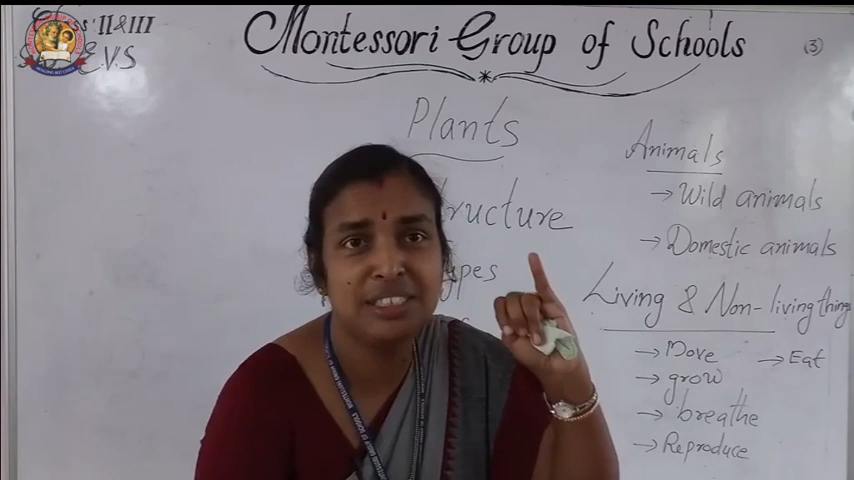 Class II & III
E.V.S
Montessori Group of Schools
(3)
Plants
Animals
→ Wild animals
→ Domestic animals
Living & Non-living things
→ Move → Eat
→ grow
→ breathe
→ Reproduce